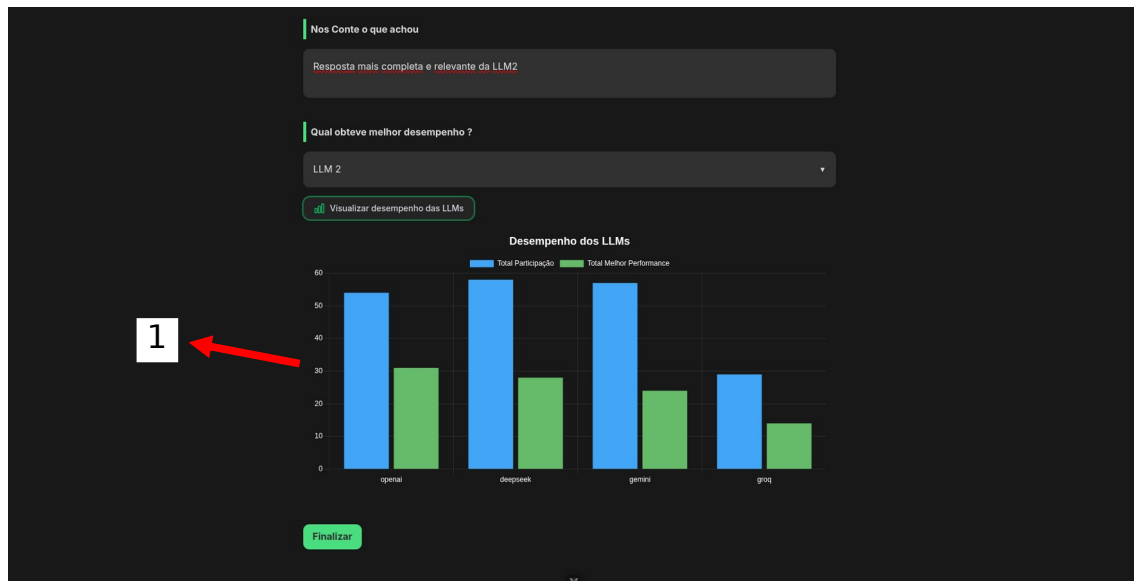 Nos Conte o que achou
Resposta mais completa e relevante da LLM2
Qual obteve melhor desempenho ?
LLM 2
Visualizar desempenho das LLMs
Desempenho dos LLMs
Total Participação Total Melhor Performance
60
50
40
30
20
10
0
openai deepseek gemini groq
1
Finalizar